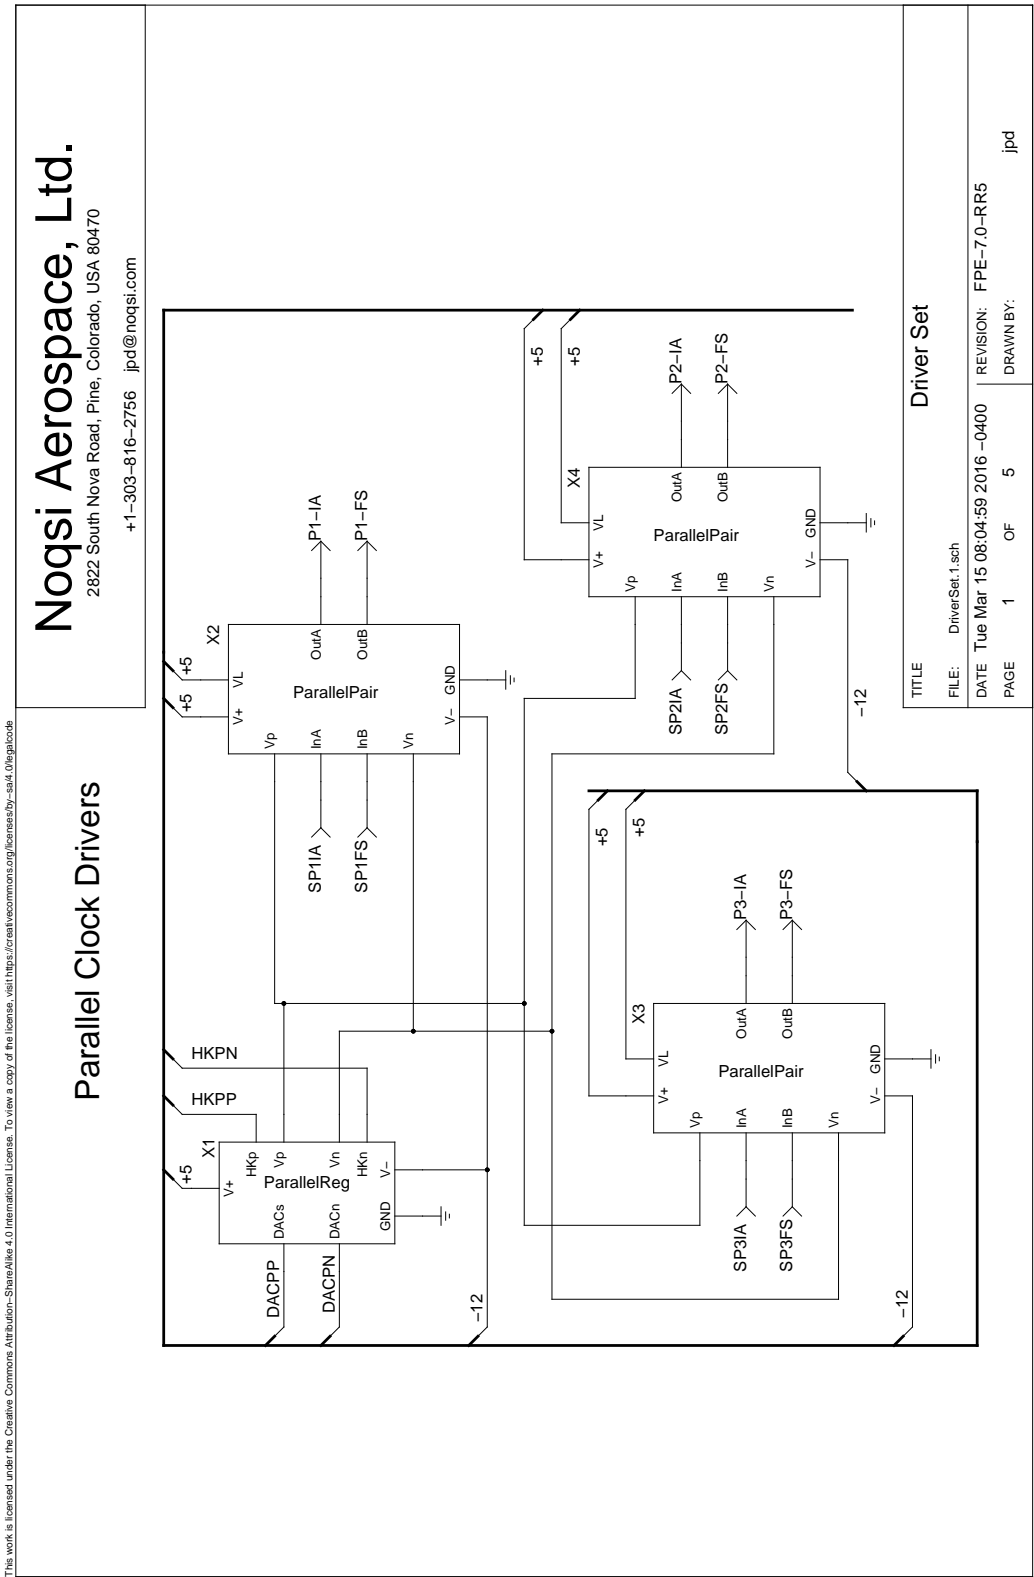 This work is licensed under the Creative Commons Attribution−ShareAlike 4.0 International License. To view a copy of the license, visit https://creativecommons.org/licenses/by−sa/4.0/legalcode
Noqsi Aerospace, Ltd.
2822 South Nova Road, Pine, Colorado, USA 80470
+1−303−816−2756 jpd@noqsi.com
Parallel Clock Drivers
X1
ParallelReg
V+
HKp
Vp
Vn
HKn
V−
GND
DACs
DACn
+5
HKPP
HKPN
DACPP
DACPN
−12
X2
ParallelPair
V+
VL
+5
+5
Vp
InA
InB
Vn
OutA
OutB
V−
GND
SP1IA
SP1FS
P1−IA
P1−FS
X4
ParallelPair
V+
VL
+5
+5
Vp
InA
InB
Vn
OutA
OutB
V−
GND
SP2IA
SP2FS
P2−IA
P2−FS
−12
X3
ParallelPair
V+
VL
+5
+5
Vp
InA
InB
Vn
OutA
OutB
V−
GND
SP3IA
SP3FS
P3−IA
P3−FS
−12
TITLE
Driver Set
FILE: DriverSet.1.sch
DATE Tue Mar 15 08:04:59 2016 −0400
REVISION: FPE−7.0−RR5
PAGE 1 OF 5
DRAWN BY: jpd